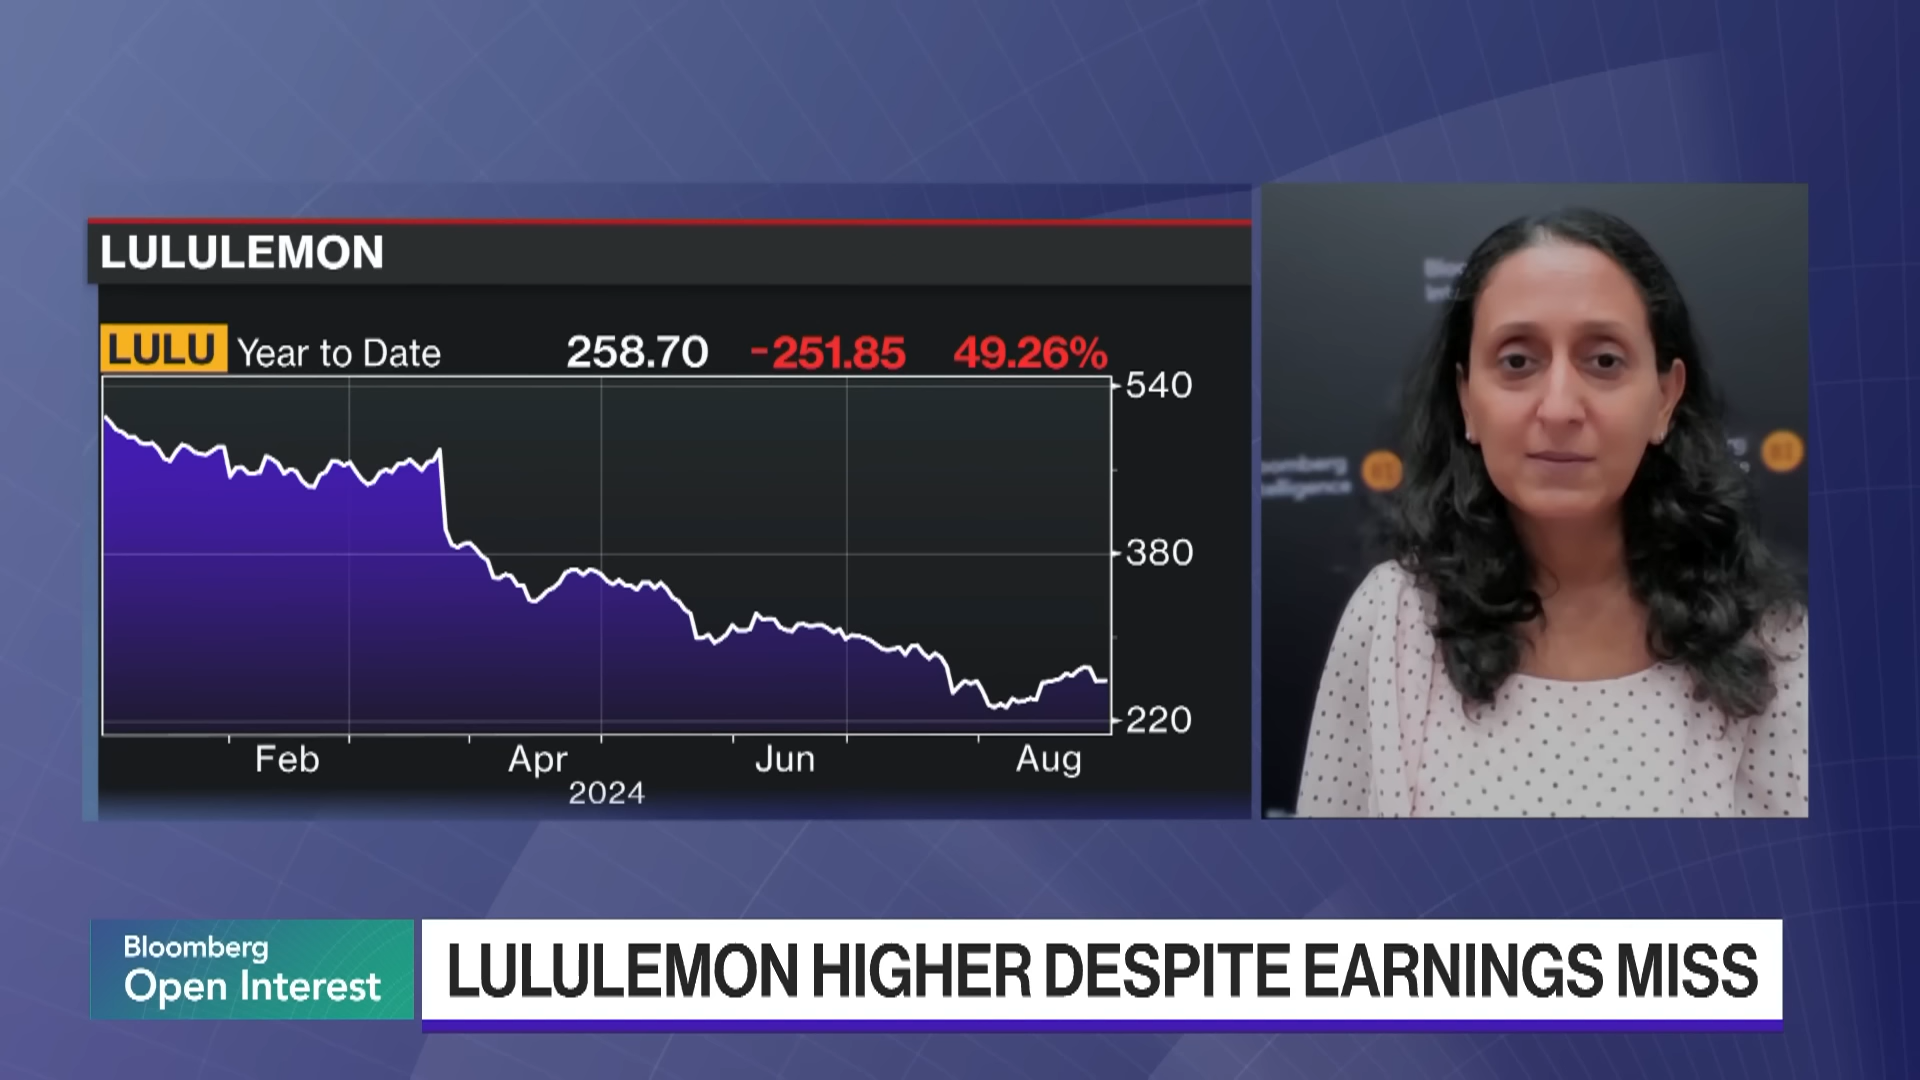 LULULEMON
LULU Year to Date 258.70 -251.85 49.26%
540
380
220
Feb Apr Jun Aug
2024
Bloomberg
Open Interest
LULULEMON HIGHER DESPITE EARNINGS MISS